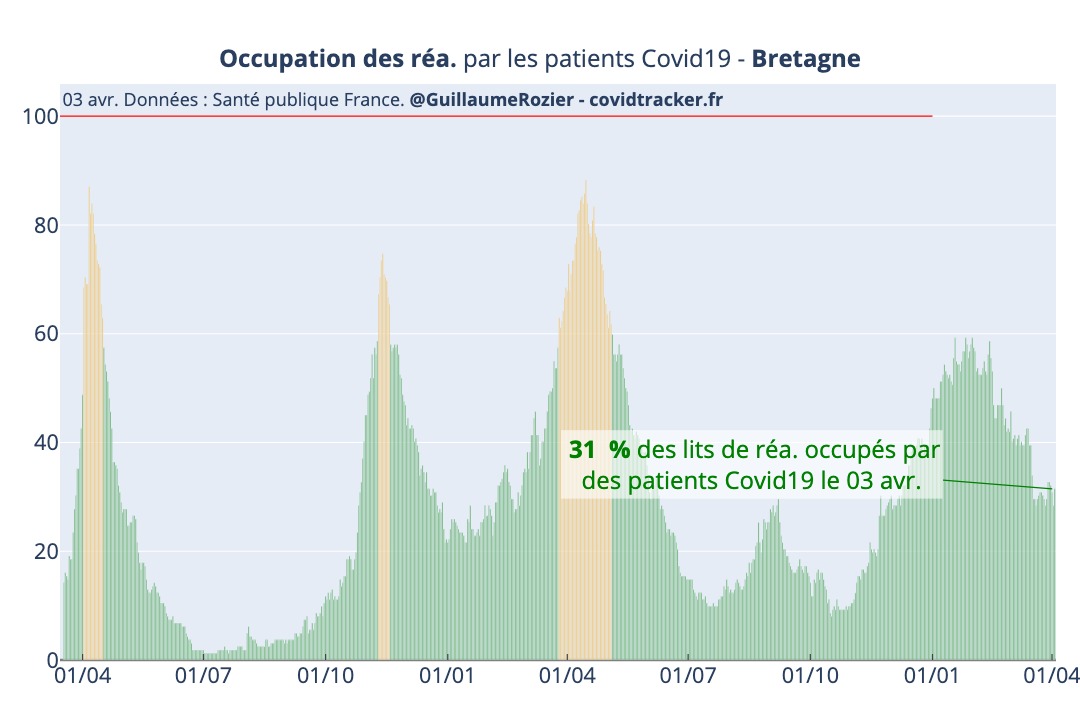 Occupation des réa. par les patients Covid19 - Bretagne
03 avr. Données : Santé publique France. @GuillaumeRozier - covidtracker.fr
100
80
60
40
20
0
31 % des lits de réa. occupés par
des patients Covid19 le 03 avr.
01/04 01/07 01/10 01/01 01/04 01/07 01/10 01/01 01/04